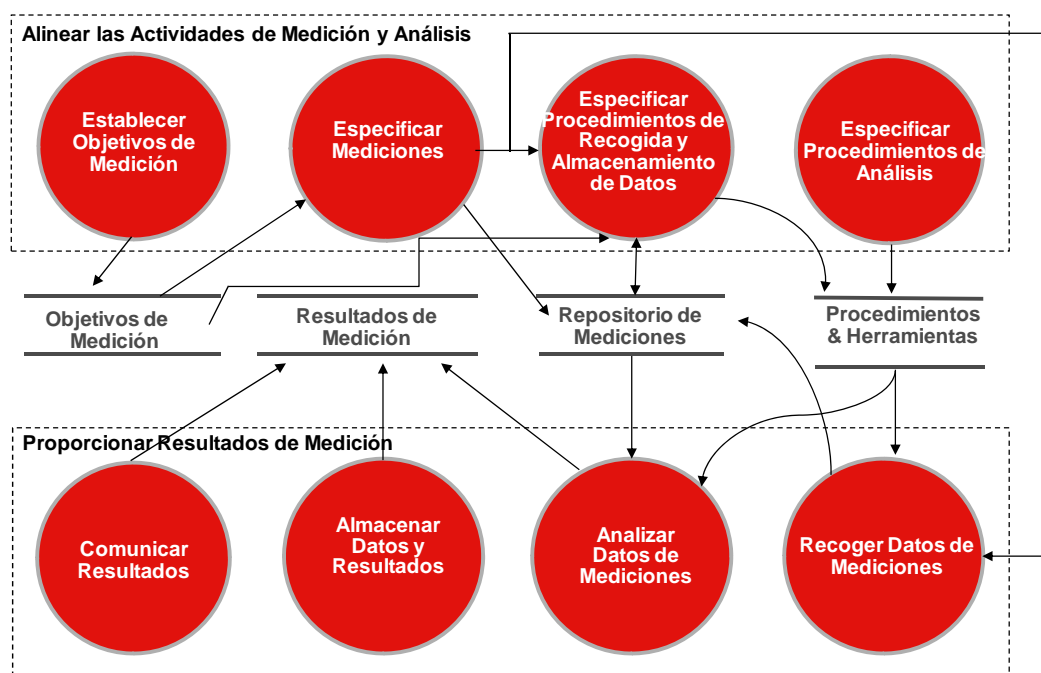 Alinear las Actividades de Medición y Análisis
Establecer
Objetivos de
Medición
Especificar
Mediciones
Especificar
Procedimientos de
Recogida y
Almacenamiento
de Datos
Especificar
Procedimientos de
Análisis
Objetivos de
Medición
Resultados de
Medición
Repositorio de
Mediciones
Procedimientos
& Herramientas
Proporcionar Resultados de Medición
Comunicar
Resultados
Almacenar
Datos y
Resultados
Analizar
Datos de
Mediciones
Recoger Datos de
Mediciones